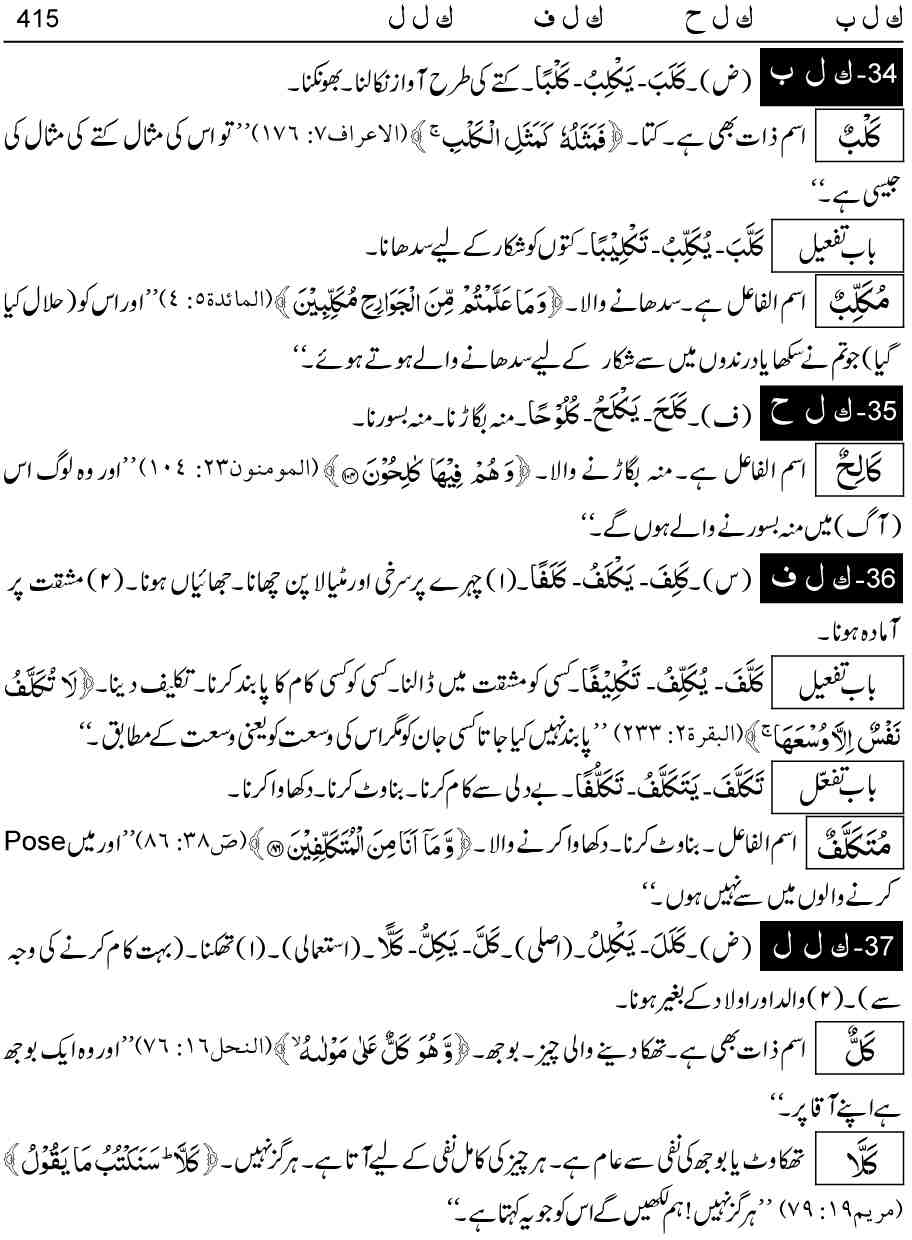 ك ل ب ك ل ح ك ل ف ك ل ل 415
34- ك ل ب (ض)۔ كَلَبَ۔ يَكْلِبُ۔ كَلْبًا۔ کتے کی طرح آواز نکالنا۔ بھونکنا۔
كَلْبٌ اسم ذات بھی ہے۔ کتا۔ ﴿فَمَثَلُهٗ كَمَثَلِ الْكَلْبِ ۚ﴾ (الاعراف۷: ۱۷٦) ’’تو اس کی مثال کتے کی مثال کی
جیسی ہے۔‘‘
باب تفعیل كَلَّبَ۔ يُكَلِّبُ۔ تَكْلِيْبًا۔ کتوں کو شکار کے لیے سدھانا۔
مُكَلِّبٌ اسم الفاعل ہے۔ سدھانے والا۔ ﴿وَمَا عَلَّمْتُمْ مِّنَ الْجَوَارِحِ مُكَلِّبِيْنَ﴾ (المائدة۵: ٤) ’’اور اس کو (حلال کیا
گیا) جو تم نے سکھایا درندوں میں سے شکار کے لیے سدھانے والے ہوتے ہوئے۔‘‘
35- ك ل ح (ف)۔ كَلَحَ۔ يَكْلَحُ۔ كُلُوْحًا۔ منہ بگاڑنا۔ منہ بسورنا۔
كَالِحٌ اسم الفاعل ہے۔ منہ بگاڑنے والا۔ ﴿وَهُمْ فِيْهَا كٰلِحُوْنَ ۝۱۰۴﴾ (المومنون۲۳: ۱۰٤) ’’اور وہ لوگ اس
(آگ) میں منہ بسورنے والے ہوں گے۔‘‘
36- ك ل ف (س)۔ كَلِفَ۔ يَكْلَفُ۔ كَلَفًا۔ (۱) چہرے پر سرخی اور مٹیالا پن چھانا۔ جھائیاں ہونا۔ (۲) مشقت پر
آمادہ ہونا۔
باب تفعیل كَلَّفَ۔ يُكَلِّفُ۔ تَكْلِيْفًا۔ کسی کو مشقت میں ڈالنا۔ کسی کو کسی کام کا پابند کرنا۔ تکلیف دینا۔ ﴿لَا تُكَلَّفُ
نَفْسٌ اِلَّا وُسْعَهَا ۚ﴾ (البقرة۲: ۲۳۳) ’’پابند نہیں کیا جاتا کسی جان کو مگر اس کی وسعت کو یعنی وسعت کے مطابق۔‘‘
باب تفعّل تَكَلَّفَ۔ يَتَكَلَّفُ۔ تَكَلُّفًا۔ بے دلی سے کام کرنا۔ بناوٹ کرنا۔ دکھاوا کرنا۔
مُتَكَلِّفٌ اسم الفاعل۔ بناوٹ کرنا۔ دکھاوا کرنے والا۔ ﴿وَّمَآ اَنَا مِنَ الْمُتَكَلِّفِيْنَ ۝۸۶﴾ (صٓ۳۸: ۸٦) ’’اور میں Pose
کرنے والوں میں سے نہیں ہوں۔‘‘
37- ك ل ل (ض)۔ كَلَلَ۔ يَكْلِلُ۔ (اصلی)۔ كَلَّ۔ يَكِلُّ۔ كَلًّا۔ (استعمالی)۔ (۱) تھکنا۔ (بہت کام کرنے کی وجہ
سے)۔ (۲) والد اور اولاد کے بغیر ہونا۔
كَلٌّ اسم ذات بھی ہے۔ تھکا دینے والی چیز۔ بوجھ۔ ﴿وَّهُوَ كَلٌّ عَلٰى مَوْلٰىهُ ۙ﴾ (النحل۱٦: ۷٦) ’’اور وہ ایک بوجھ
ہے اپنے آقا پر۔‘‘
كَلَّا تھکاوٹ یا بوجھ کی نفی سے عام ہے۔ ہر چیز کی کامل نفی کے لیے آتا ہے۔ ہرگز نہیں۔ ﴿كَلَّا ؕ سَنَكْتُبُ مَا يَقُوْلُ﴾
(مریم۱۹: ۷۹) ’’ہرگز نہیں! ہم لکھیں گے اس کو جو یہ کہتا ہے۔‘‘